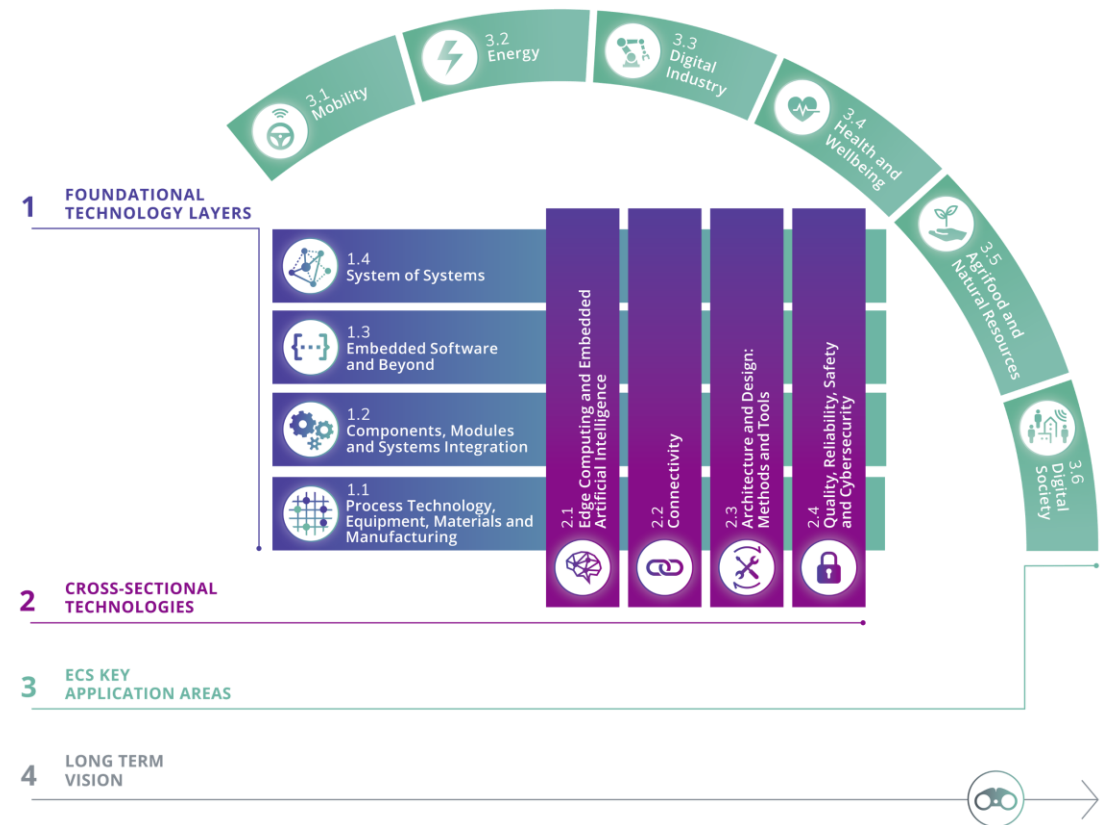 3.1
Mobility
3.2
Energy
3.3
Digital
Industry
3.4
Health and
Wellbeing
3.5
Agrifood and
Natural Resources
3.6
Digital
Society
1
FOUNDATIONAL
TECHNOLOGY LAYERS
1.4
System of Systems
1.3
Embedded Software
and Beyond
1.2
Components, Modules
and Systems Integration
1.1
Process Technology,
Equipment, Materials and
Manufacturing
2.1
Edge Computing and Embedded
Artificial Intelligence
2.2
Connectivity
2.3
Architecture and Design:
Methods and Tools
2.4
Quality, Reliability, Safety
and Cybersecurity
2
CROSS-SECTIONAL
TECHNOLOGIES
3
ECS KEY
APPLICATION AREAS
4
LONG TERM
VISION